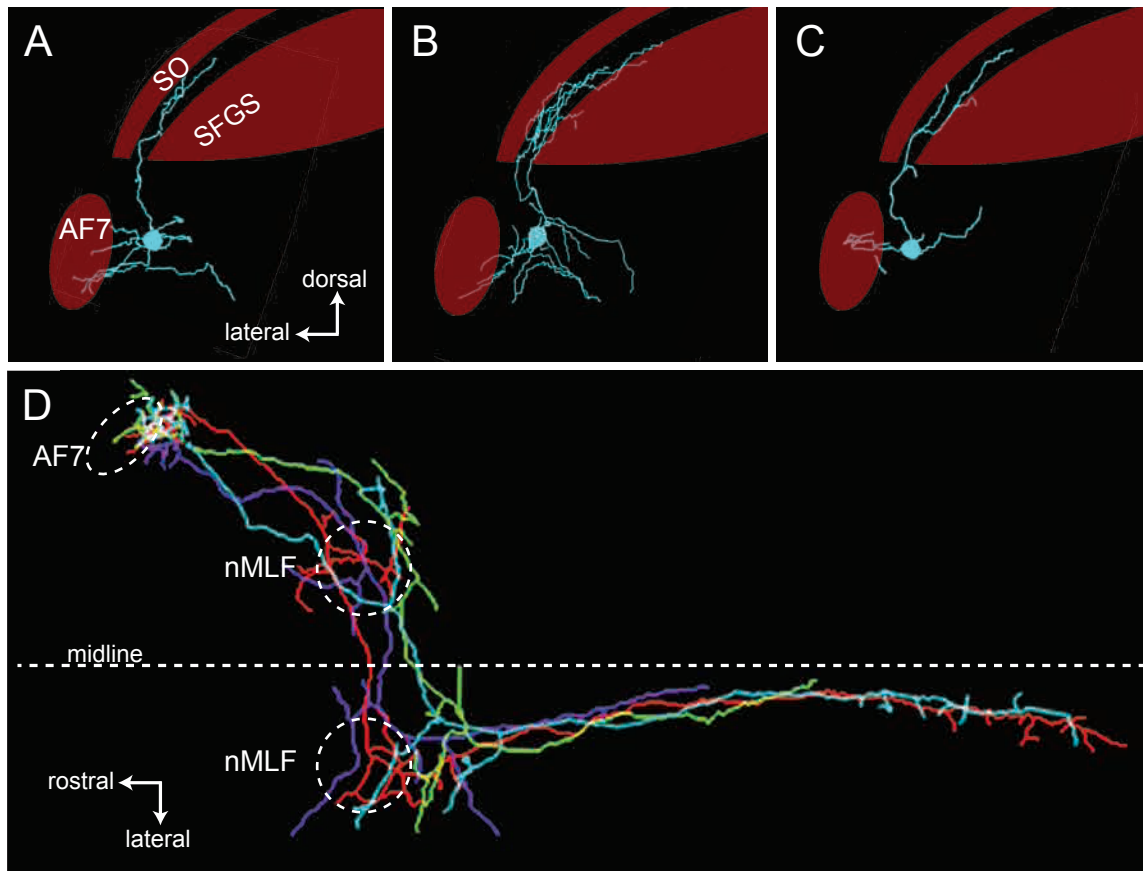 A
SO
SFGS
AF7
dorsal
lateral
B
C
D
AF7
nMLF
midline
nMLF
rostral
lateral